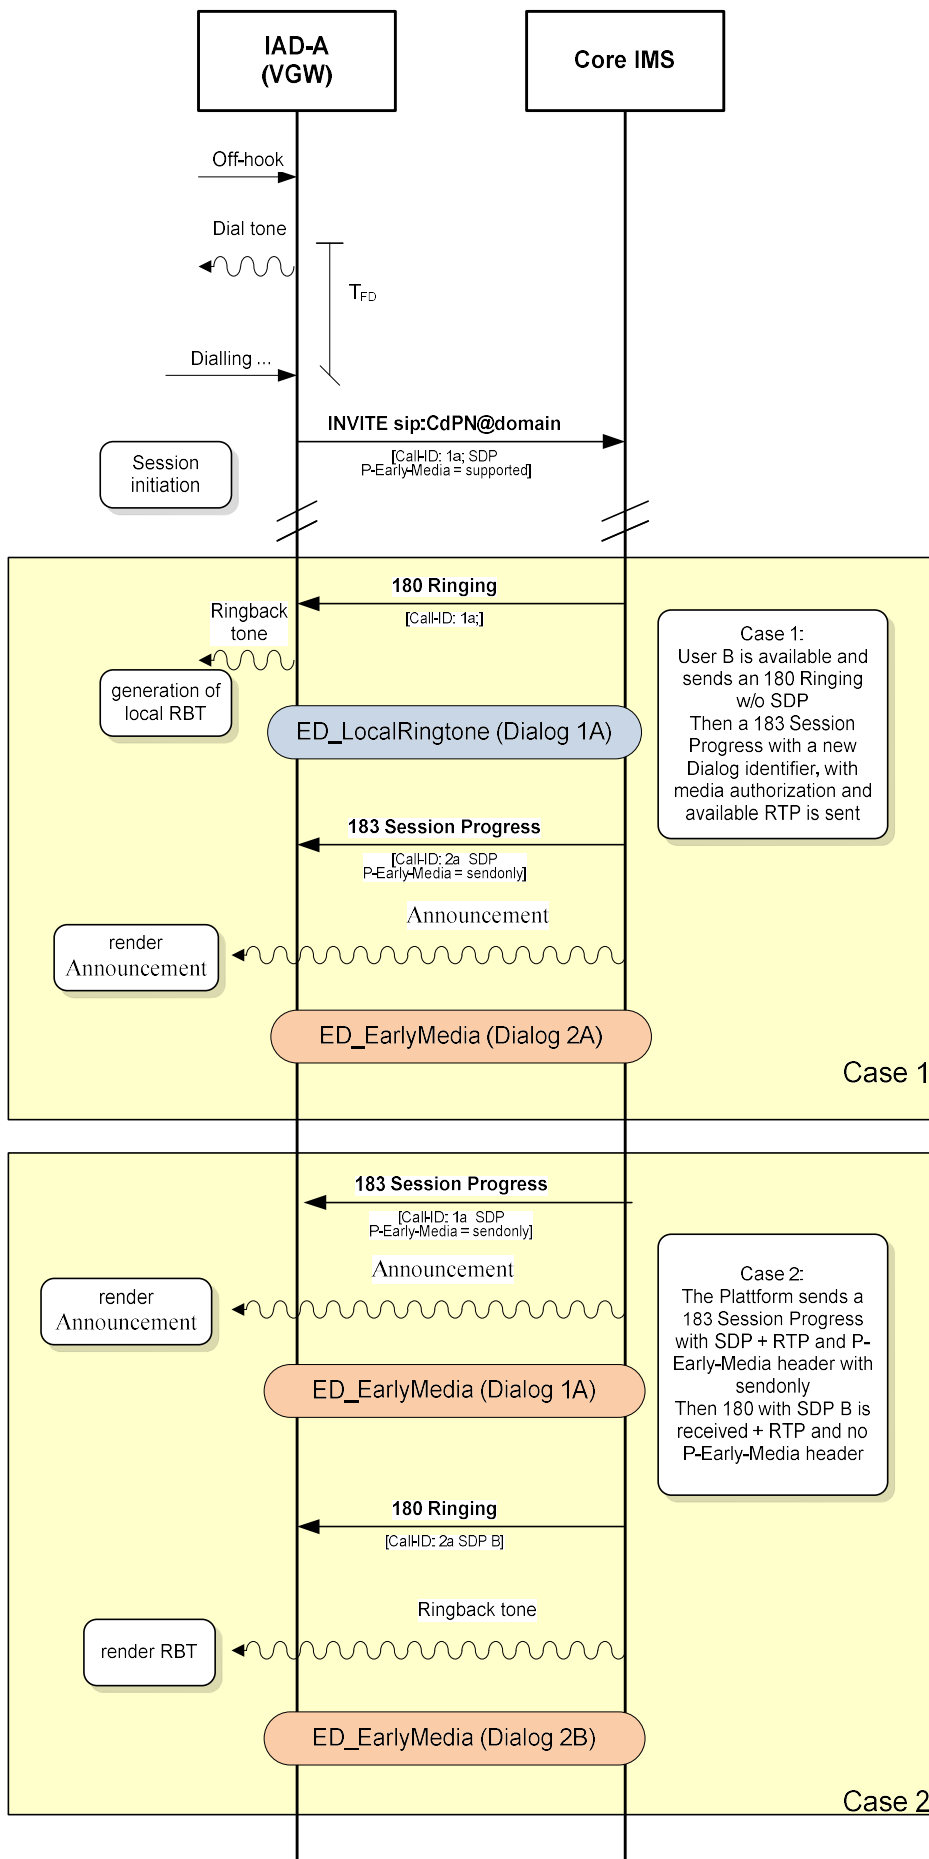 IAD-A
(VGW)
Core IMS
Off-hook
Dial tone
TFD
Dialling ...
INVITE sip:CdPN@domain
[Call-ID: 1a; SDP
P-Early-Media = supported]
Session
initiation
180 Ringing
[Call-ID: 1a;]
Ringback
tone
generation of
local RBT
Case 1:
User B is available and
sends an 180 Ringing
w/o SDP
Then a 183 Session
Progress with a new
Dialog identifier, with
media authorization and
available RTP is sent
ED_LocalRingtone (Dialog 1A)
183 Session Progress
[Call-ID: 2a SDP
P-Early-Media = sendonly]
Announcement
render
Announcement
ED_EarlyMedia (Dialog 2A)
Case 1
183 Session Progress
[Call-ID: 1a SDP
P-Early-Media = sendonly]
Announcement
render
Announcement
Case 2:
The Plattform sends a
183 Session Progress
with SDP + RTP and P-
Early-Media header with
sendonly
Then 180 with SDP B is
received + RTP and no
P-Early-Media header
ED_EarlyMedia (Dialog 1A)
180 Ringing
[Call-ID: 2a SDP B]
Ringback tone
render RBT
ED_EarlyMedia (Dialog 2B)
Case 2